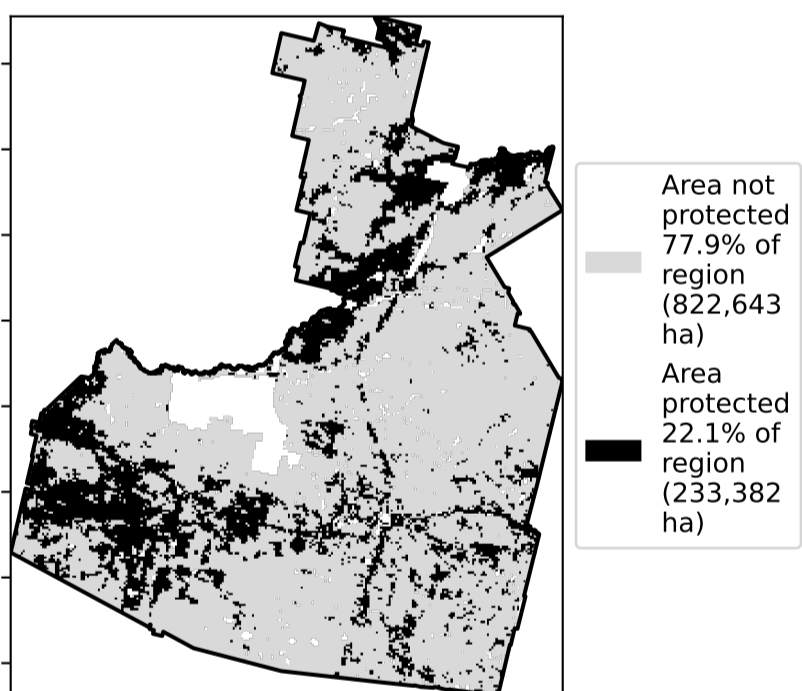 Area not
protected
77.9% of
region
(822,643
ha)
Area
protected
22.1% of
region
(233,382
ha)